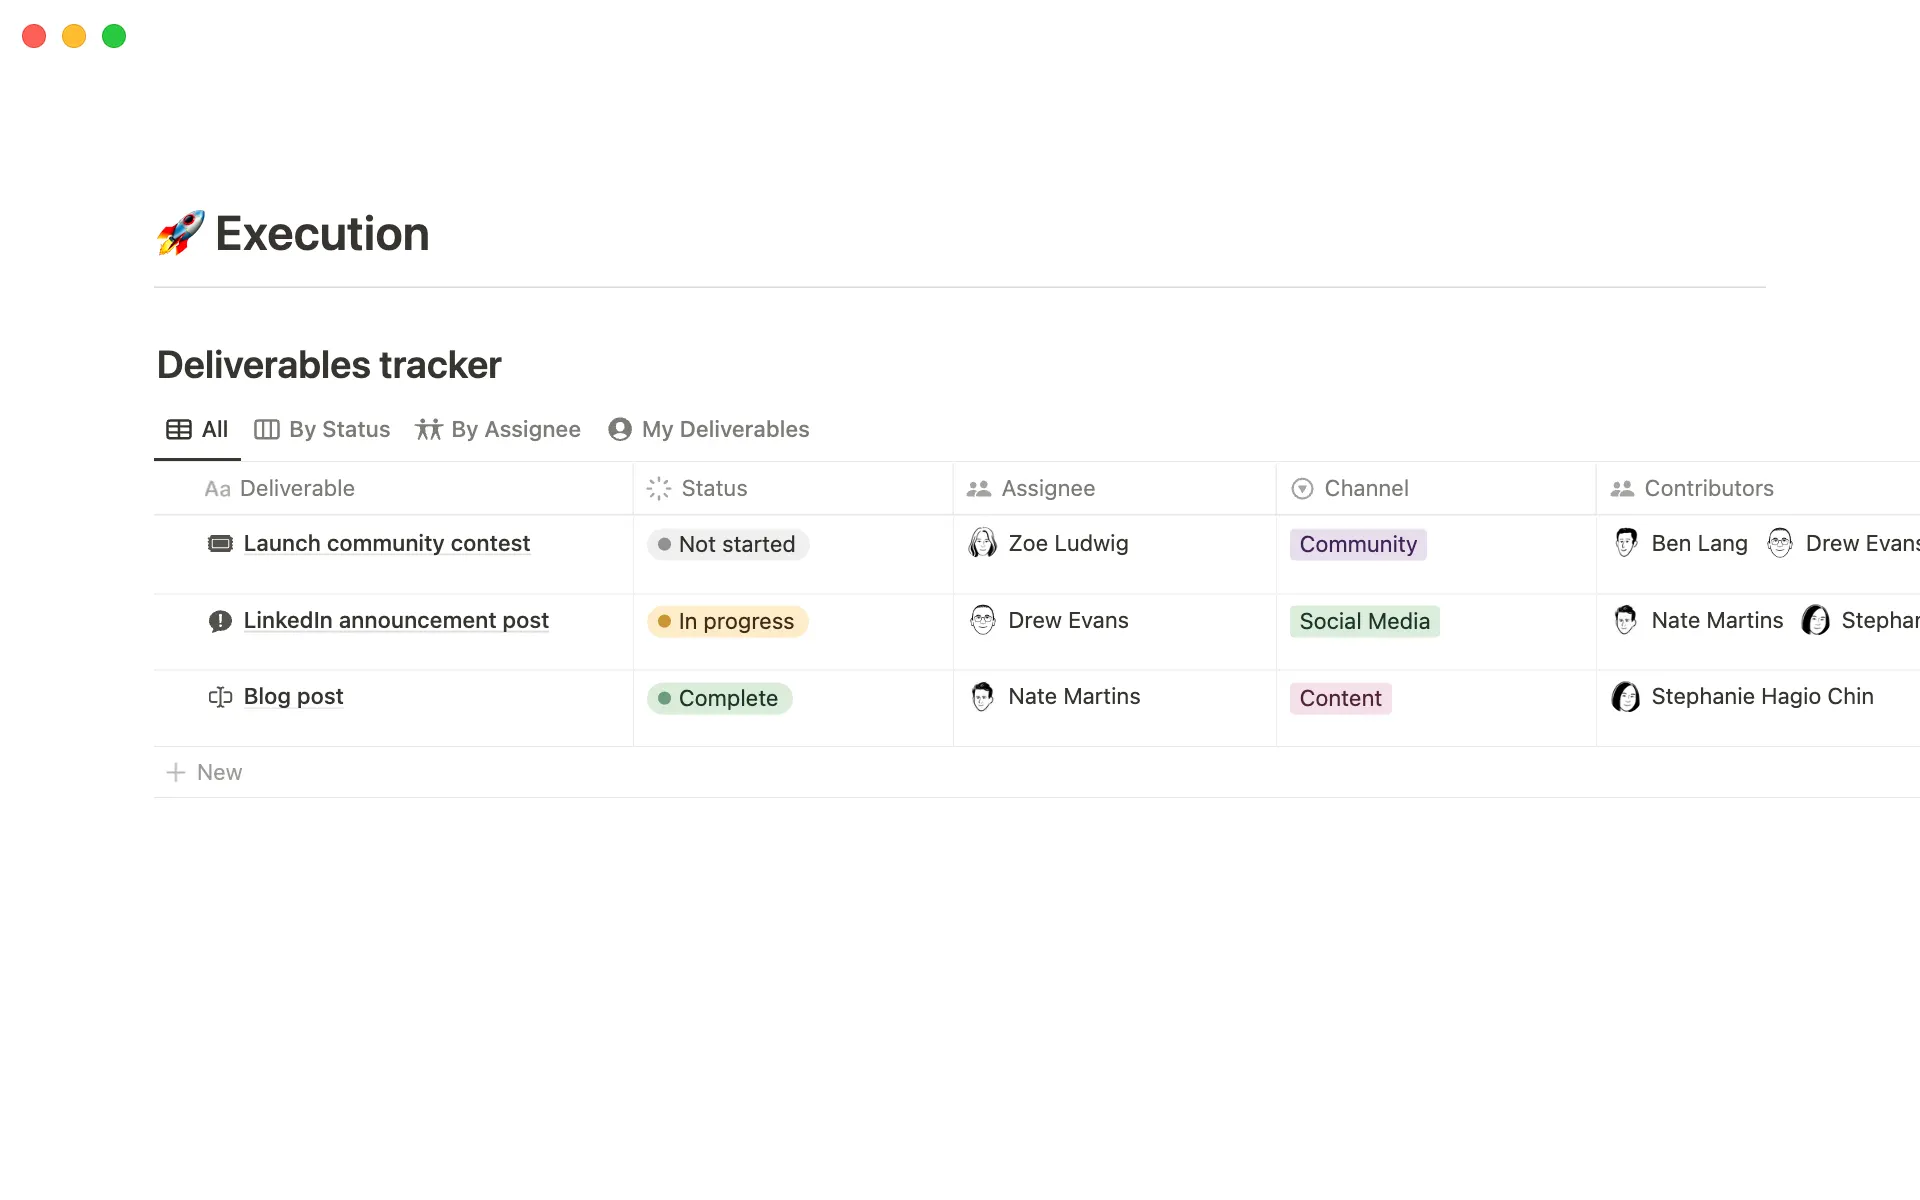 🚀 Execution
Deliverables tracker
All By Status By Assignee My Deliverables
Aa Deliverable Status Assignee Channel Contributors
Launch community contest Not started Zoe Ludwig Community Ben Lang Drew Evans
LinkedIn announcement post In progress Drew Evans Social Media Nate Martins
Blog post Complete Nate Martins Content Stephanie Hagio Chin
+ New